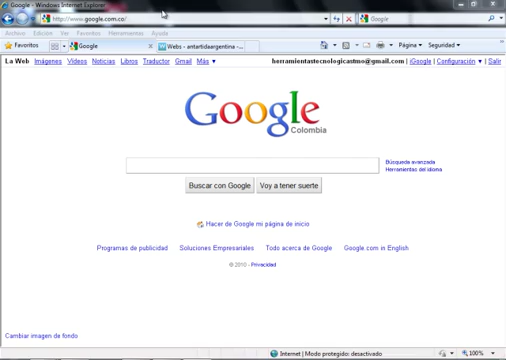 Google - Windows Internet Explorer
http://www.google.com.co/
Google
Archivo Edición Ver Favoritos Herramientas Ayuda
Favoritos
Google
Webs - antartidaargentina -...
Página Seguridad
La Web Imágenes Videos Noticias Libros Traductor Gmail Más
herramientastecnologicastmo@gmail.com | iGoogle | Configuración | Salir
Google
Colombia
Búsqueda avanzada
Herramientas del idioma
Buscar con Google Voy a tener suerte
Hacer de Google mi página de inicio
Programas de publicidad Soluciones Empresariales Todo acerca de Google Google.com in English
© 2010 - Privacidad
Cambiar imagen de fondo
Internet | Modo protegido: desactivado
100%